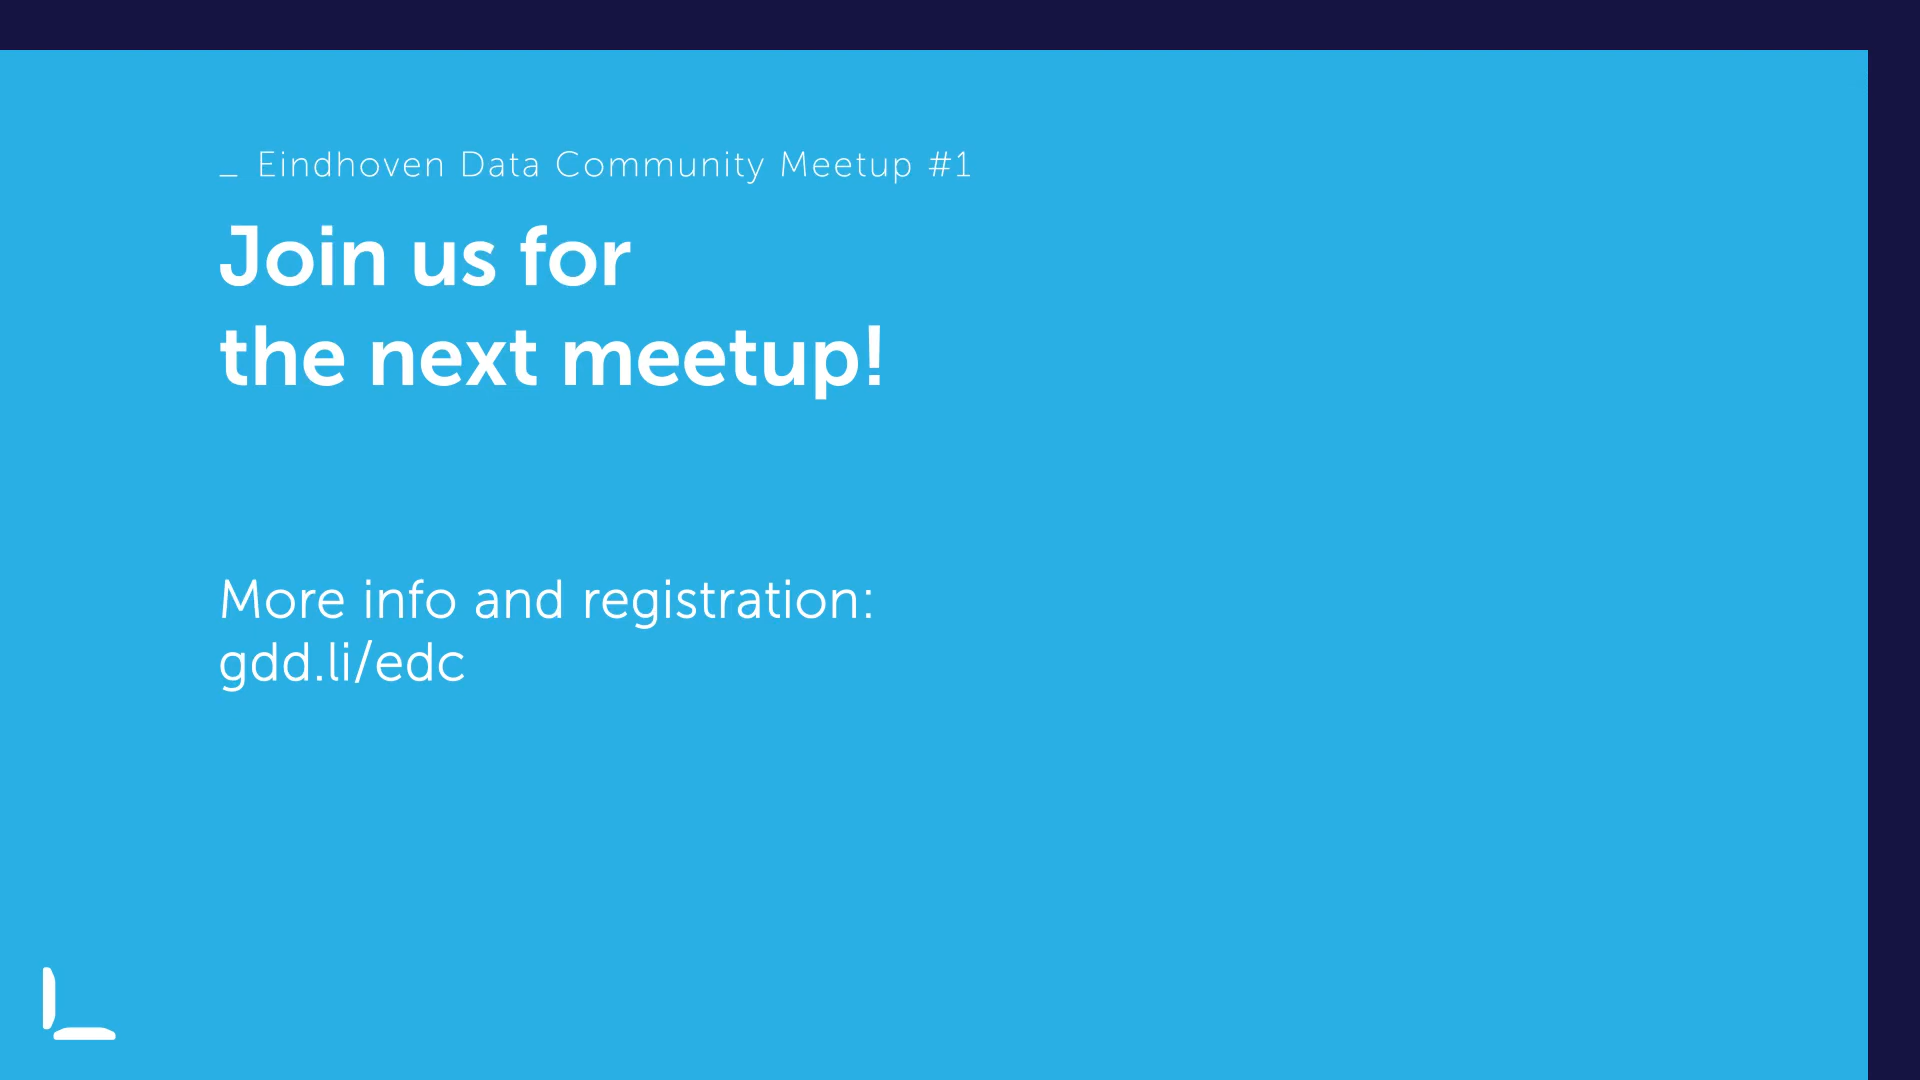 _ Eindhoven Data Community Meetup #1
Join us for
the next meetup!
More info and registration:
gdd.li/edc